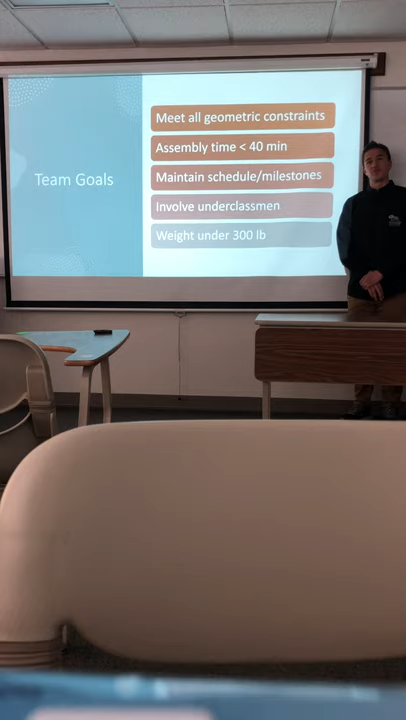 Team Goals
Meet all geometric constraints
Assembly time < 40 min
Maintain schedule/milestones
Involve underclassmen
Weight under 300 lb